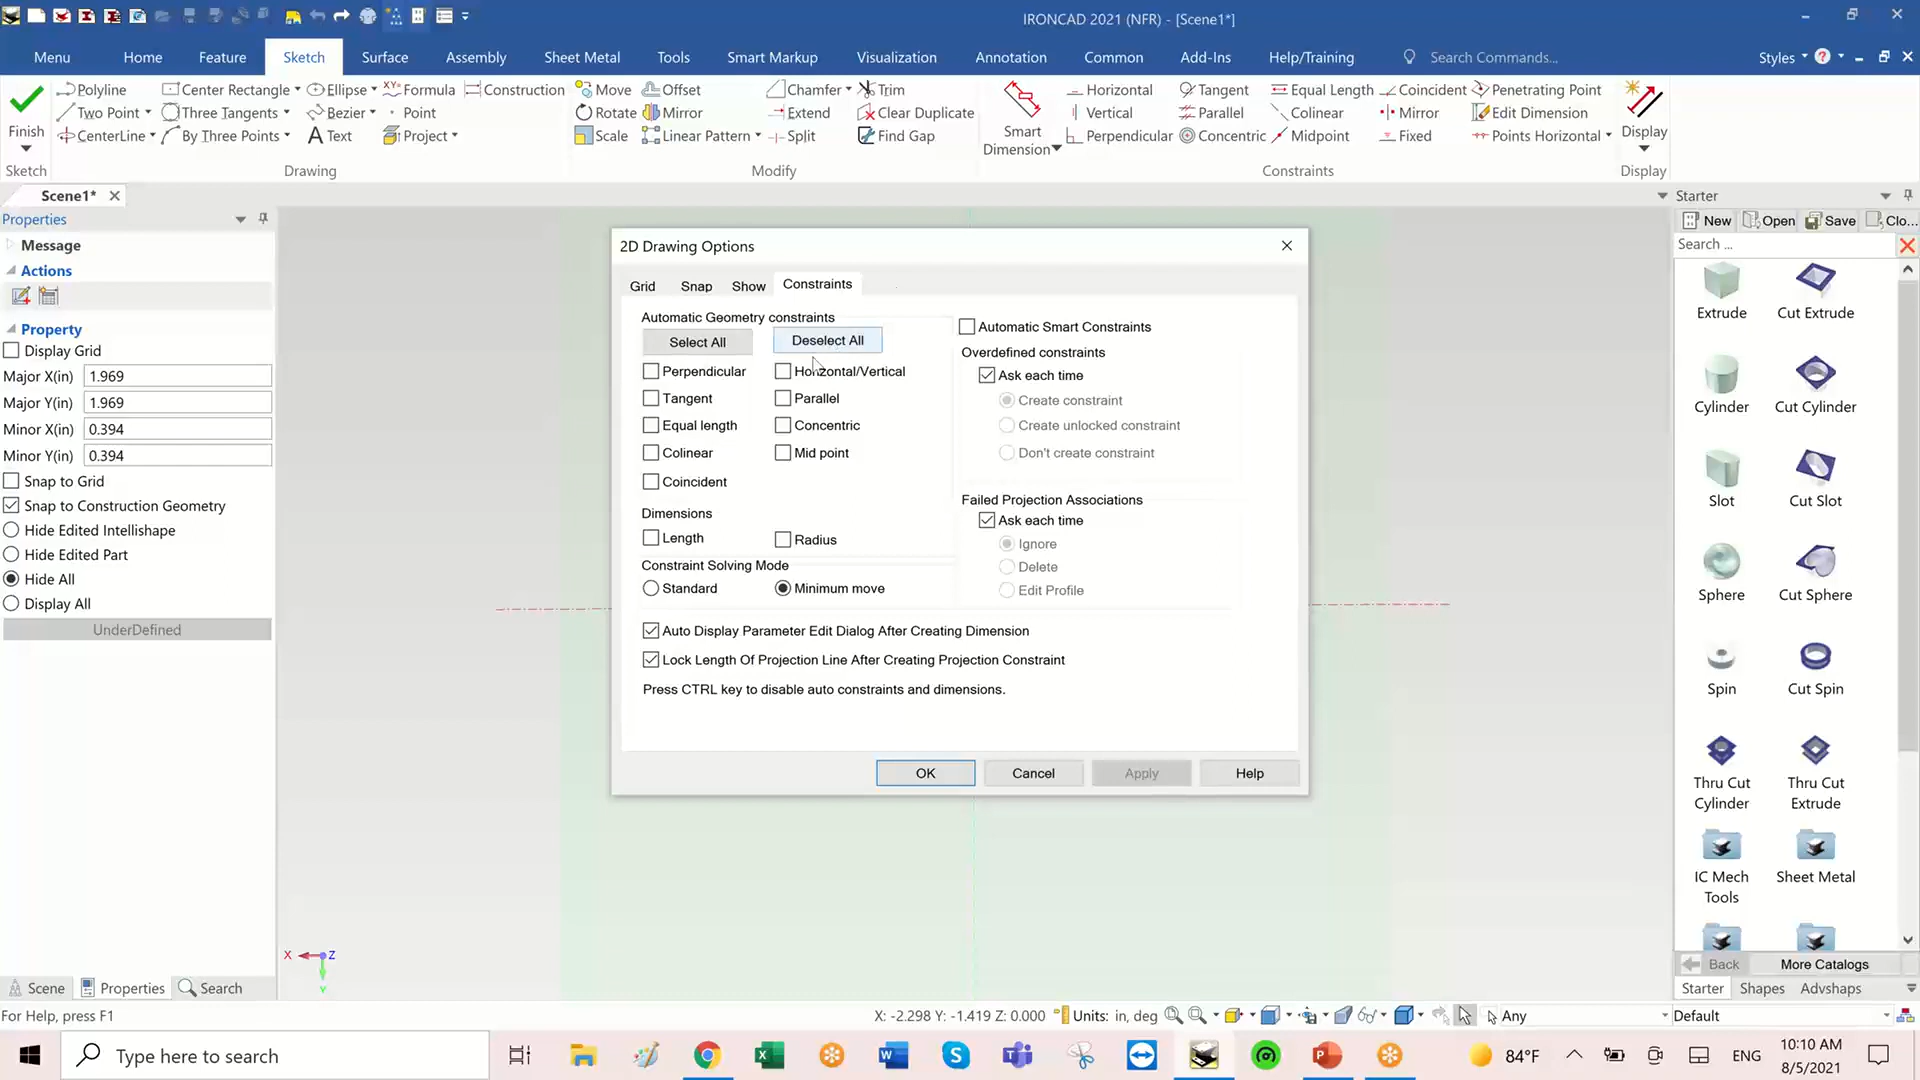 IRONCAD 2021 (NFR) - [Scene1*]
Menu Home Feature Sketch Surface Assembly Sheet Metal Tools Smart Markup Visualization Annotation Common Add-Ins Help/Training Search Commands... Styles
Finish
Sketch
Polyline Center Rectangle Ellipse Formula Construction
Two Point Three Tangents Bezier Point
CenterLine By Three Points Text Project
Drawing
Move Offset Chamfer Trim
Rotate Mirror Extend Clear Duplicate
Scale Linear Pattern Split Find Gap
Modify
Smart Dimension
Horizontal Tangent Equal Length Coincident Penetrating Point
Vertical Parallel Colinear Mirror Edit Dimension
Perpendicular Concentric Midpoint Fixed Points Horizontal
Constraints
Display
Display
Scene1*
Properties
Message
Actions
Property
Display Grid
Major X(in) 1.969
Major Y(in) 1.969
Minor X(in) 0.394
Minor Y(in) 0.394
Snap to Grid
Snap to Construction Geometry
Hide Edited Intellishape
Hide Edited Part
Hide All
Display All
UnderDefined
X Z
Y
Scene Properties Search
2D Drawing Options
Grid Snap Show Constraints
Automatic Geometry constraints
Select All Deselect All
Perpendicular Horizontal/Vertical
Tangent Parallel
Equal length Concentric
Colinear Mid point
Coincident
Dimensions
Length Radius
Constraint Solving Mode
Standard Minimum move
Automatic Smart Constraints
Overdefined constraints
Ask each time
Create constraint
Create unlocked constraint
Don't create constraint
Failed Projection Associations
Ask each time
Ignore
Delete
Edit Profile
Auto Display Parameter Edit Dialog After Creating Dimension
Lock Length Of Projection Line After Creating Projection Constraint
Press CTRL key to disable auto constraints and dimensions.
OK Cancel Apply Help
Starter
New Open Save Clo...
Search ...
Extrude Cut Extrude
Cylinder Cut Cylinder
Slot Cut Slot
Sphere Cut Sphere
Spin Cut Spin
Thru Cut Cylinder Thru Cut Extrude
IC Mech Tools Sheet Metal
Back More Catalogs
Starter Shapes Advshaps
For Help, press F1 X: -2.298 Y: -1.419 Z: 0.000 Units: in, deg Any Default
Type here to search
84°F ENG
10:10 AM
8/5/2021